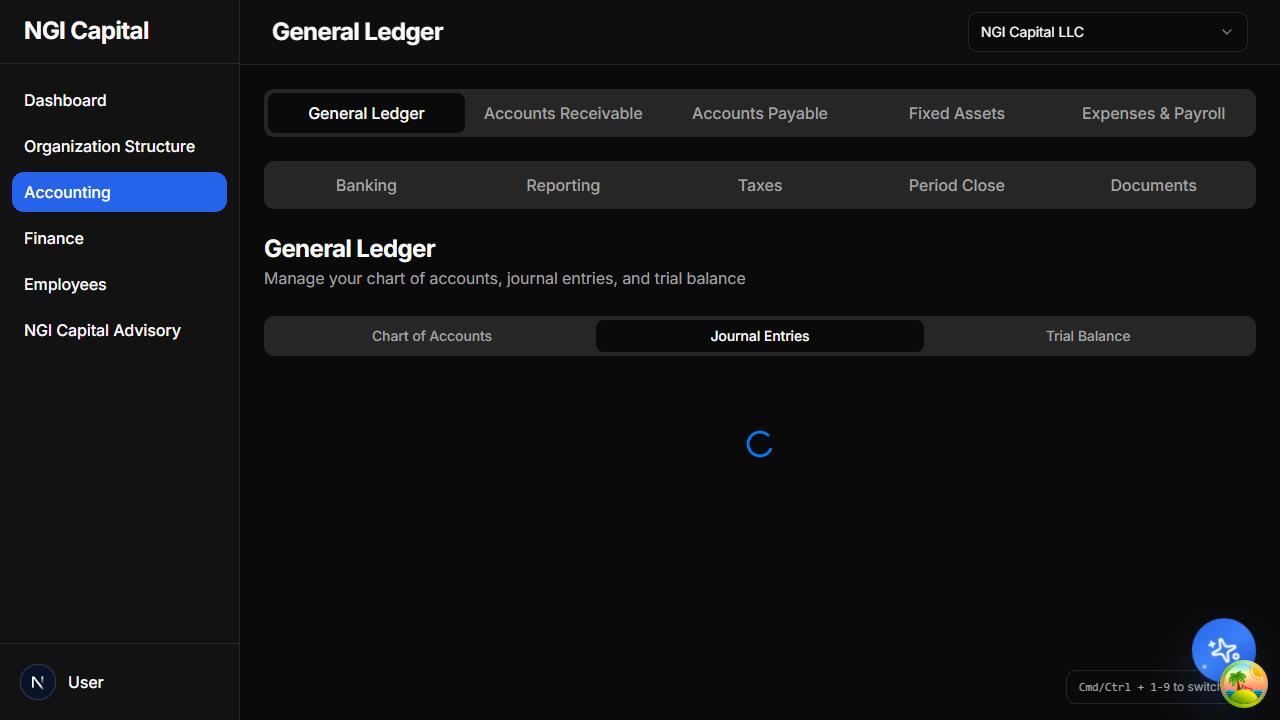 NGI Capital
General Ledger
NGI Capital LLC
Dashboard
Organization Structure
Accounting
Finance
Employees
NGI Capital Advisory
General Ledger
Accounts Receivable
Accounts Payable
Fixed Assets
Expenses & Payroll
Banking
Reporting
Taxes
Period Close
Documents
General Ledger
Manage your chart of accounts, journal entries, and trial balance
Chart of Accounts
Journal Entries
Trial Balance
N
User
Cmd/Ctrl + 1-9 to switch